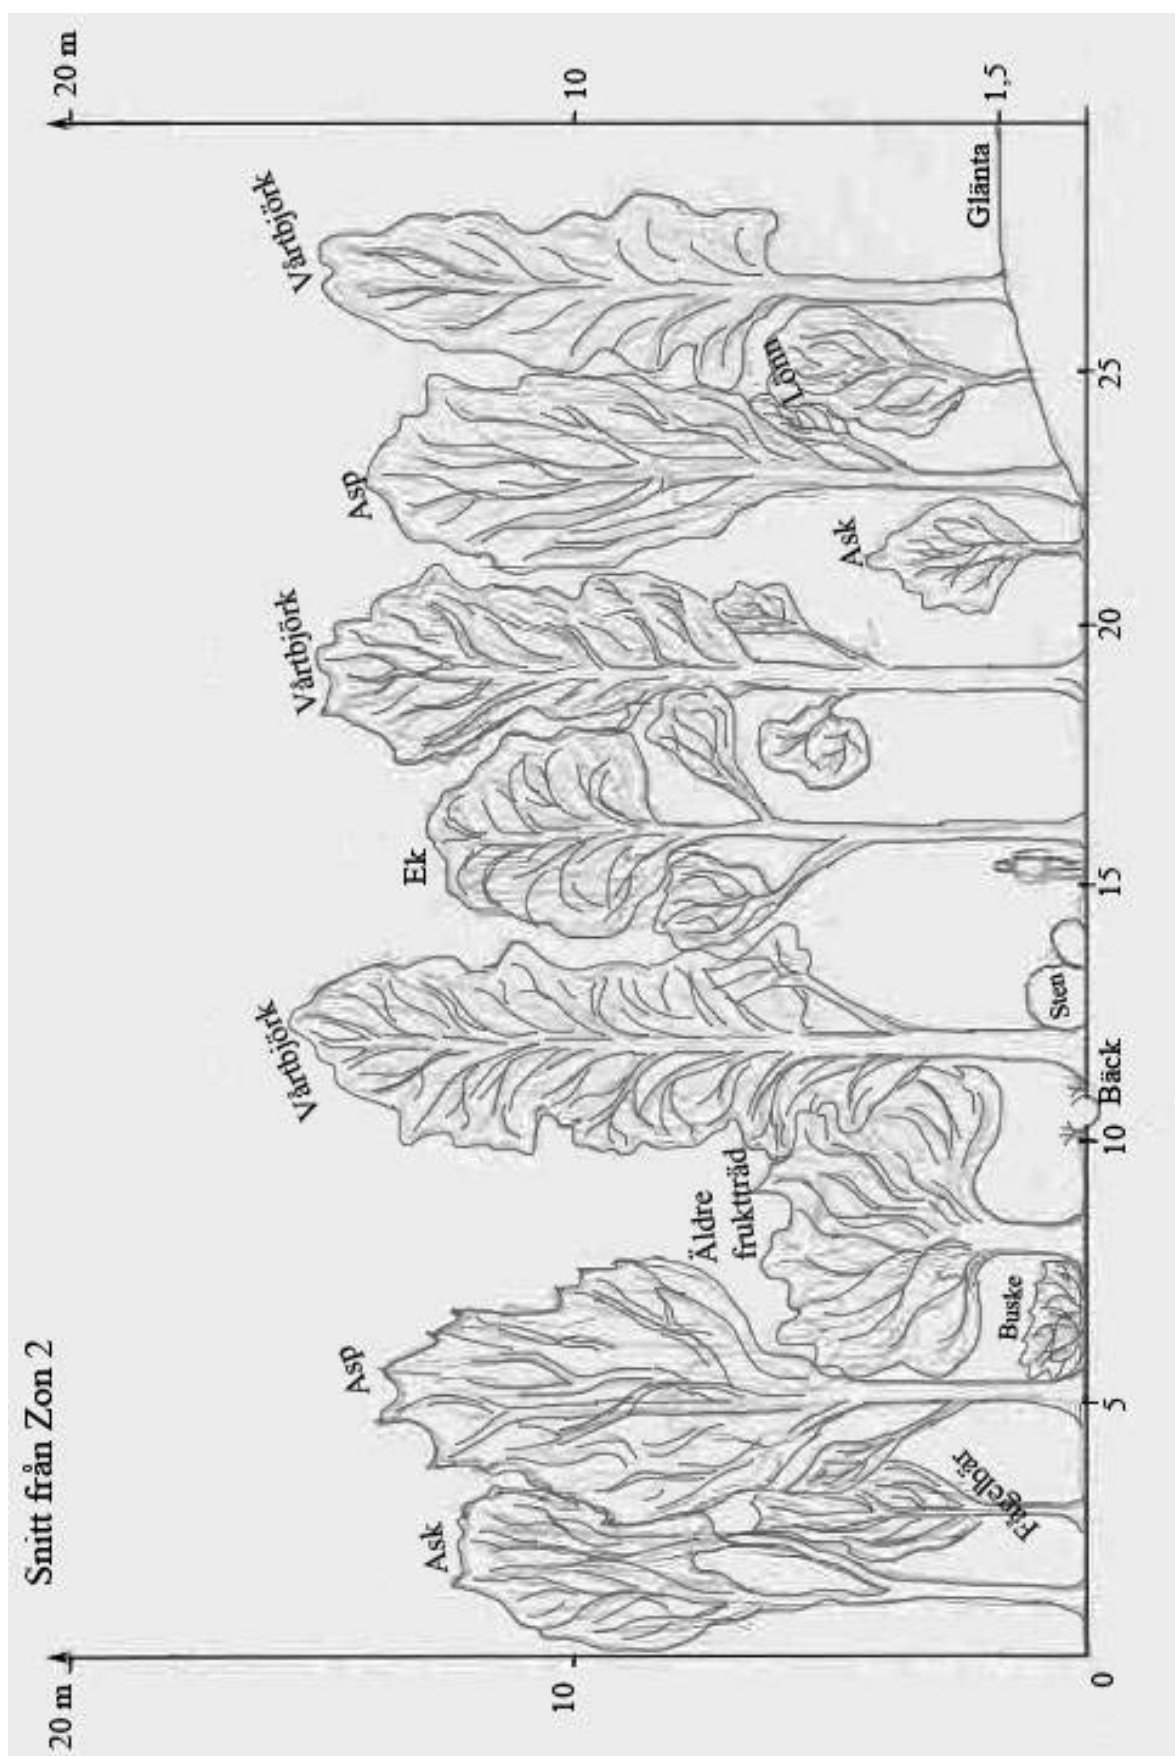 Snitt från Zon 2
20 m
20 m
Vårtbjörk
Vårtbjörk
Vårtbjörk
Asp
Asp
Ek
Ask
10
10
Äldre
fruktträd
Lönn
Ask
Fågelbär
Buske
Sten
Glänta
1,5
0
5
10
Bäck
15
20
25